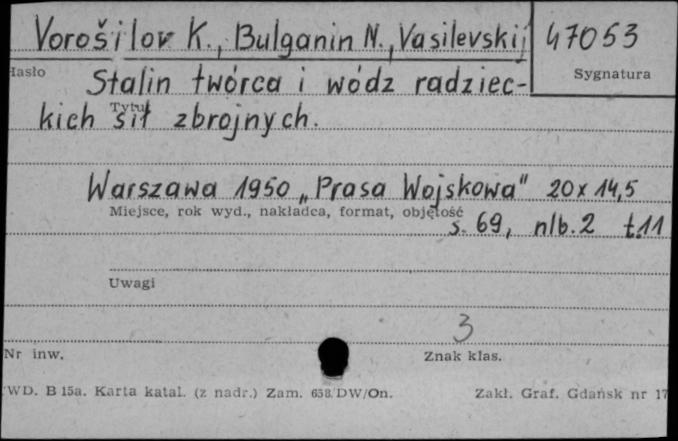 Vorošilov K., Bulganin N., Vasilevskij
47053
Hasło
Sygnatura
Stalin twórca i wódz radziec-
kich sił zbrojnych.
Tytuł
Warszawa 1950 „Prasa Wojskowa" 20x14,5
Miejsce, rok wyd., nakładca, format, objętość
s. 69, nlb. 2 t.11
Uwagi
3
Nr inw.
Znak klas.
WD. B 15a. Karta katal. (z nadr.) Zam. 658/DW/On.
Zakł. Graf. Gdańsk nr 17